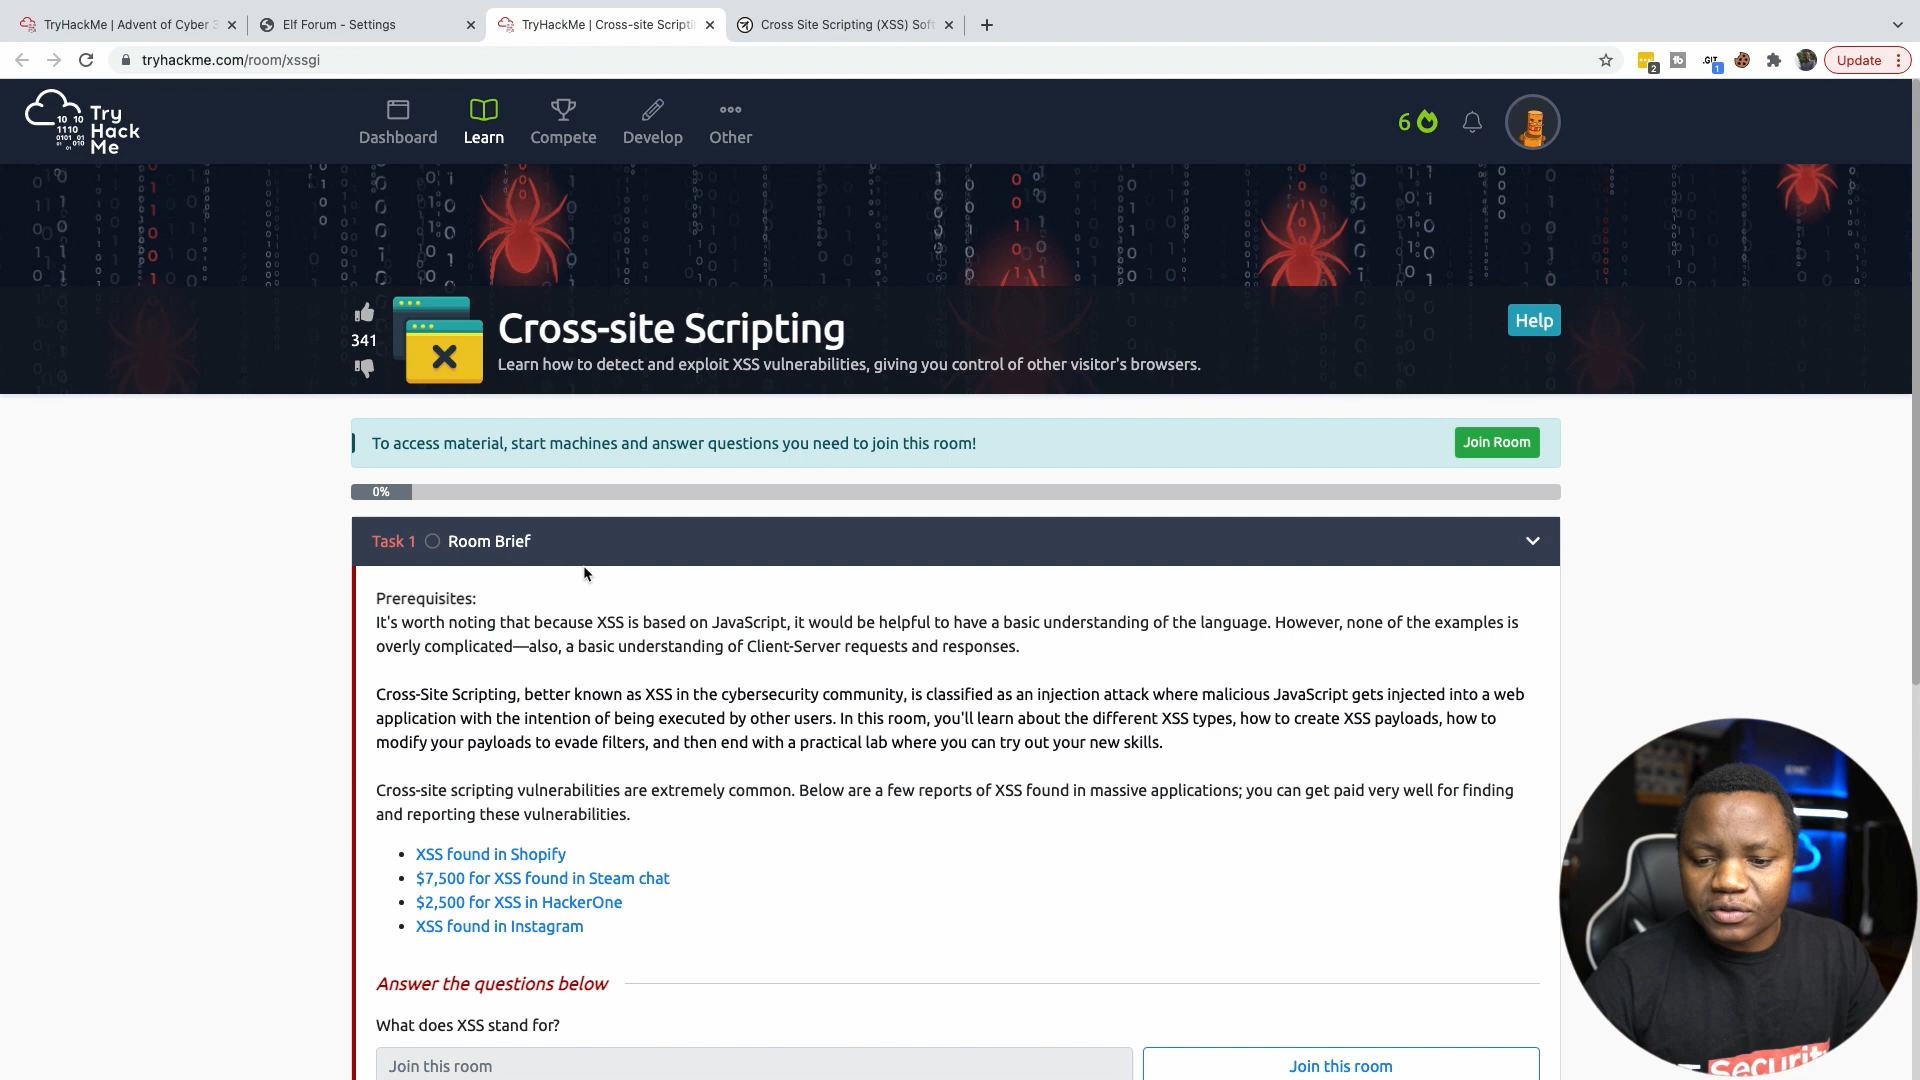 TryHackMe | Advent of Cyber 3
Elf Forum - Settings
TryHackMe | Cross-site Scripti
Cross Site Scripting (XSS) Soft
tryhackme.com/room/xssgi
2
.GIT
1
Update
Try
Hack
Me
Dashboard
Learn
Compete
Develop
Other
6
341
Cross-site Scripting
Learn how to detect and exploit XSS vulnerabilities, giving you control of other visitor's browsers.
Help
To access material, start machines and answer questions you need to join this room!
Join Room
0%
Task 1
Room Brief
Prerequisites:
It's worth noting that because XSS is based on JavaScript, it would be helpful to have a basic understanding of the language. However, none of the examples is
overly complicated—also, a basic understanding of Client-Server requests and responses.
Cross-Site Scripting, better known as XSS in the cybersecurity community, is classified as an injection attack where malicious JavaScript gets injected into a web
application with the intention of being executed by other users. In this room, you'll learn about the different XSS types, how to create XSS payloads, how to
modify your payloads to evade filters, and then end with a practical lab where you can try out your new skills.
Cross-site scripting vulnerabilities are extremely common. Below are a few reports of XSS found in massive applications; you can get paid very well for finding
and reporting these vulnerabilities.
• XSS found in Shopify
• $7,500 for XSS found in Steam chat
• $2,500 for XSS in HackerOne
• XSS found in Instagram
Answer the questions below
What does XSS stand for?
Join this room
Join this room